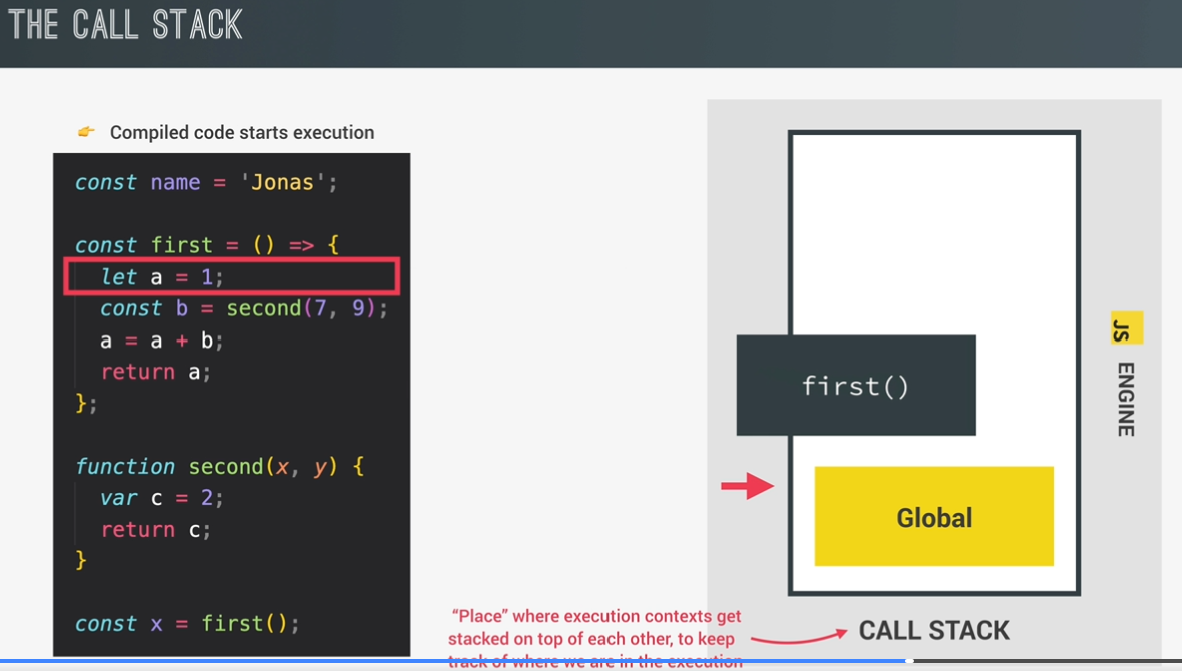 THE CALL STACK
👉 Compiled code starts execution
const name = 'Jonas';
const first = () => {
let a = 1;
const b = second(7, 9);
a = a + b;
return a;
};
function second(x, y) {
var c = 2;
return c;
}
const x = first();
first()
Global
JS ENGINE
“Place” where execution contexts get
stacked on top of each other, to keep
track of where we are in the execution
CALL STACK